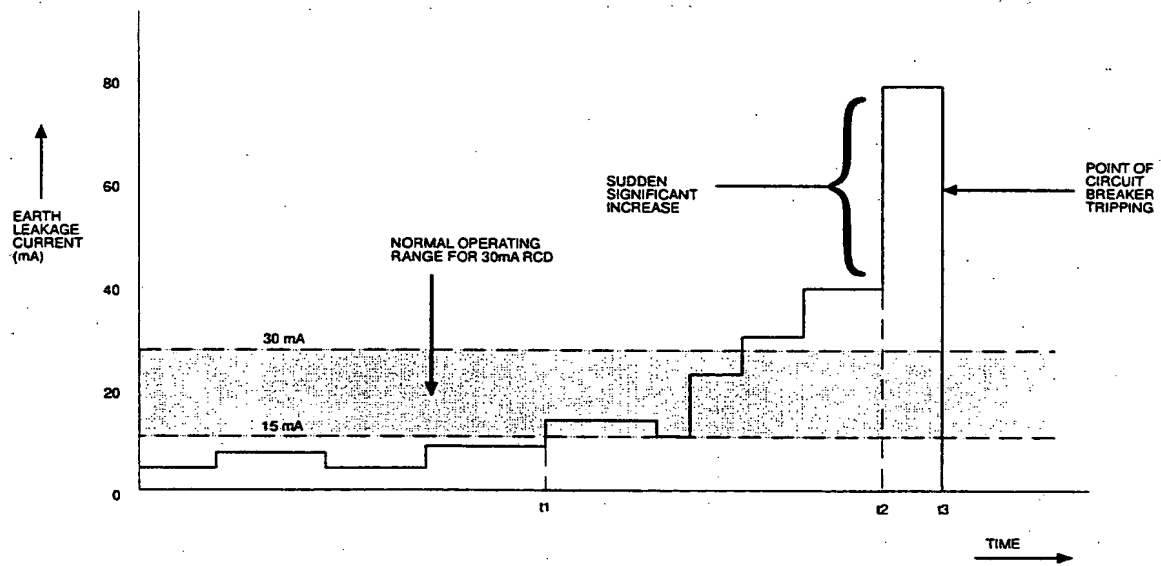 80
60
40
20
0
EARTH
LEAKAGE
CURRENT
(mA)
NORMAL OPERATING
RANGE FOR 30mA RCD
30 mA
15 mA
SUDDEN
SIGNIFICANT
INCREASE
POINT OF
CIRCUIT
BREAKER
TRIPPING
t1
t2
t3
TIME